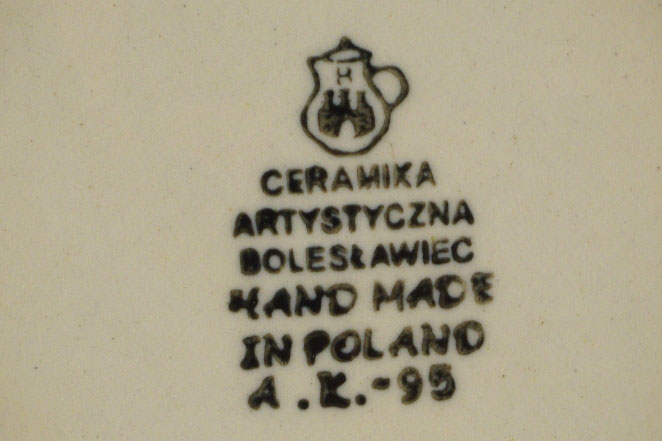 CERAMIKA
ARTYSTYCZNA
BOLESŁAWIEC
HAND MADE
IN POLAND
A.K.-95